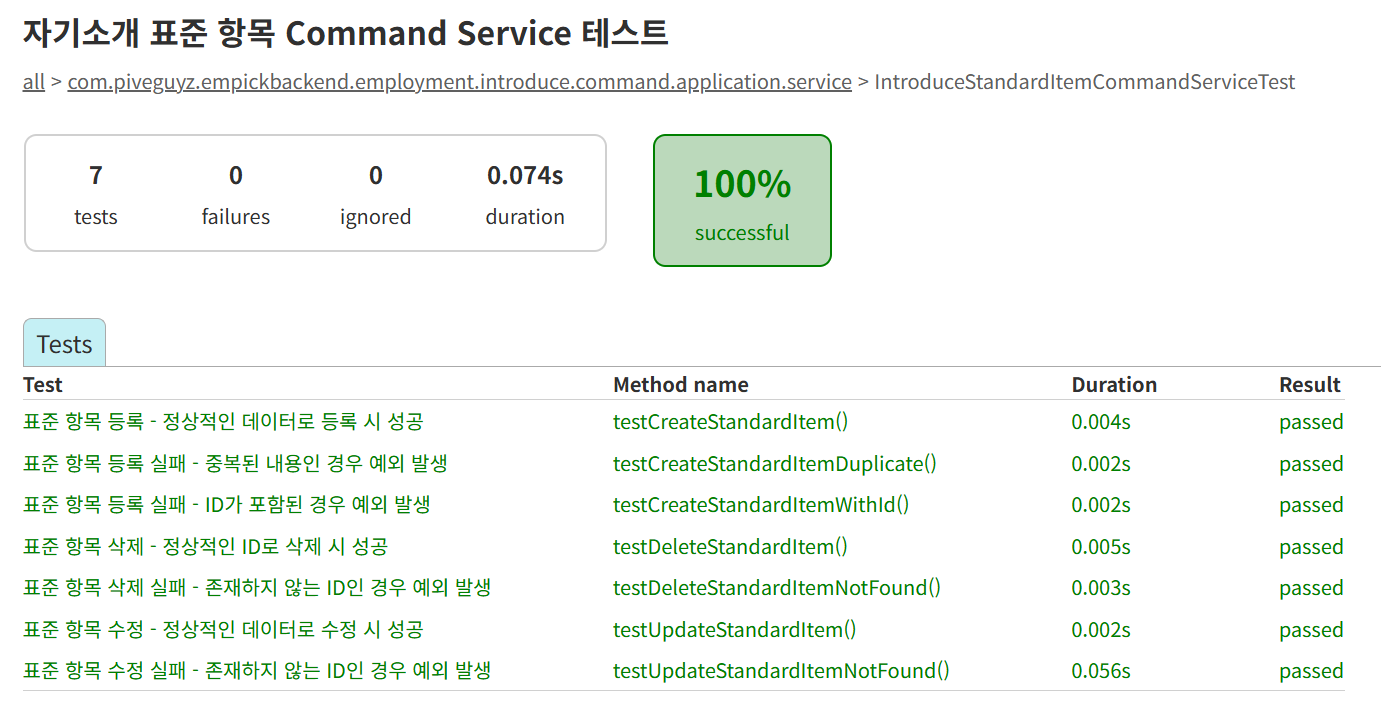 자기소개 표준 항목 Command Service 테스트
all > com.piveguyz.empickbackend.employment.introduce.command.application.service > IntroduceStandardItemCommandServiceTest
7 0 0 0.074s
tests failures ignored duration
100%
successful
Tests
Test Method name Duration Result
표준 항목 등록 - 정상적인 데이터로 등록 시 성공 testCreateStandardItem() 0.004s passed
표준 항목 등록 실패 - 중복된 내용인 경우 예외 발생 testCreateStandardItemDuplicate() 0.002s passed
표준 항목 등록 실패 - ID가 포함된 경우 예외 발생 testCreateStandardItemWithId() 0.002s passed
표준 항목 삭제 - 정상적인 ID로 삭제 시 성공 testDeleteStandardItem() 0.005s passed
표준 항목 삭제 실패 - 존재하지 않는 ID인 경우 예외 발생 testDeleteStandardItemNotFound() 0.003s passed
표준 항목 수정 - 정상적인 데이터로 수정 시 성공 testUpdateStandardItem() 0.002s passed
표준 항목 수정 실패 - 존재하지 않는 ID인 경우 예외 발생 testUpdateStandardItemNotFound() 0.056s passed